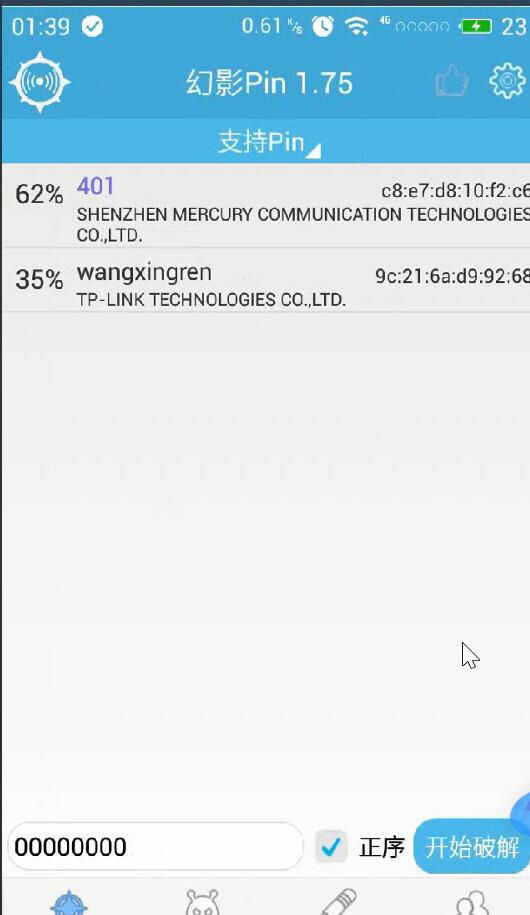 01:39 0.61 K/s 4G 23
幻影Pin 1.75
支持Pin
62% 401 c8:e7:d8:10:f2:c6
SHENZHEN MERCURY COMMUNICATION TECHNOLOGIES
CO.,LTD.
35% wangxingren 9c:21:6a:d9:92:68
TP-LINK TECHNOLOGIES CO.,LTD.
00000000 正序 开始破解